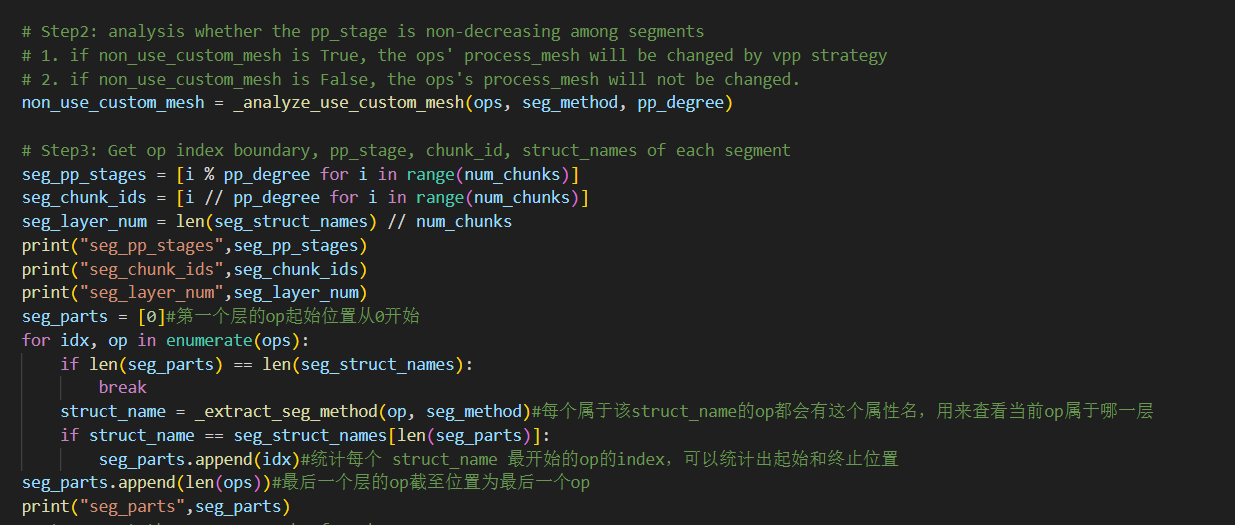 # Step2: analysis whether the pp_stage is non-decreasing among segments
# 1. if non_use_custom_mesh is True, the ops' process_mesh will be changed by vpp strategy
# 2. if non_use_custom_mesh is False, the ops's process_mesh will not be changed.
non_use_custom_mesh = _analyze_use_custom_mesh(ops, seg_method, pp_degree)

# Step3: Get op index boundary, pp_stage, chunk_id, struct_names of each segment
seg_pp_stages = [i % pp_degree for i in range(num_chunks)]
seg_chunk_ids = [i // pp_degree for i in range(num_chunks)]
seg_layer_num = len(seg_struct_names) // num_chunks
print("seg_pp_stages",seg_pp_stages)
print("seg_chunk_ids",seg_chunk_ids)
print("seg_layer_num",seg_layer_num)
seg_parts = [0]#第一个层的op起始位置从0开始
for idx, op in enumerate(ops):
    if len(seg_parts) == len(seg_struct_names):
        break
    struct_name = _extract_seg_method(op, seg_method)#每个属于该struct_name的op都会有这个属性名，用来查看当前op属于哪一层
    if struct_name == seg_struct_names[len(seg_parts)]:
        seg_parts.append(idx)#统计每个 struct_name 最开始的op的index，可以统计出起始和终止位置
seg_parts.append(len(ops))#最后一个层的op截至位置为最后一个op
print("seg_parts",seg_parts)